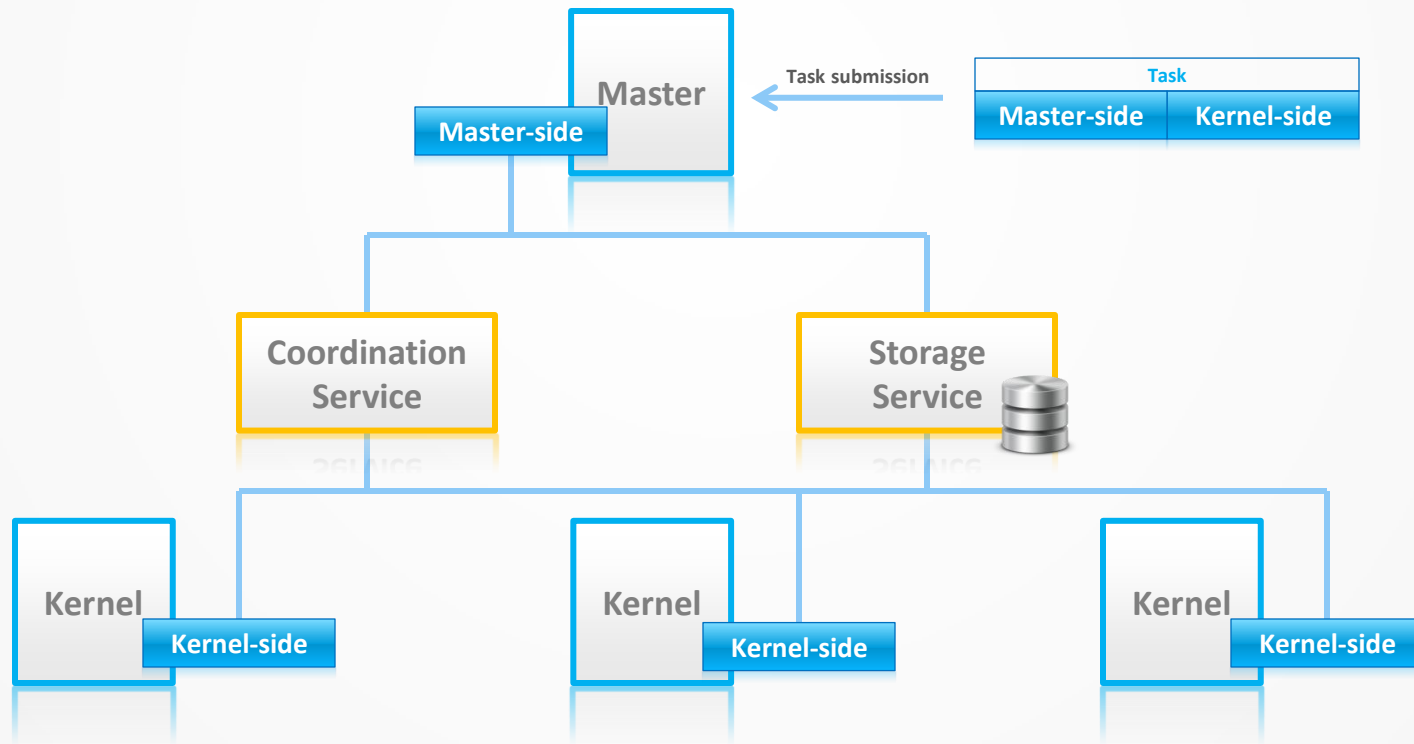 Task submission
Task
Master
Master-side
Master-side
Kernel-side
Coordination
Service
Storage
Service
Kernel
Kernel-side
Kernel
Kernel-side
Kernel
Kernel-side